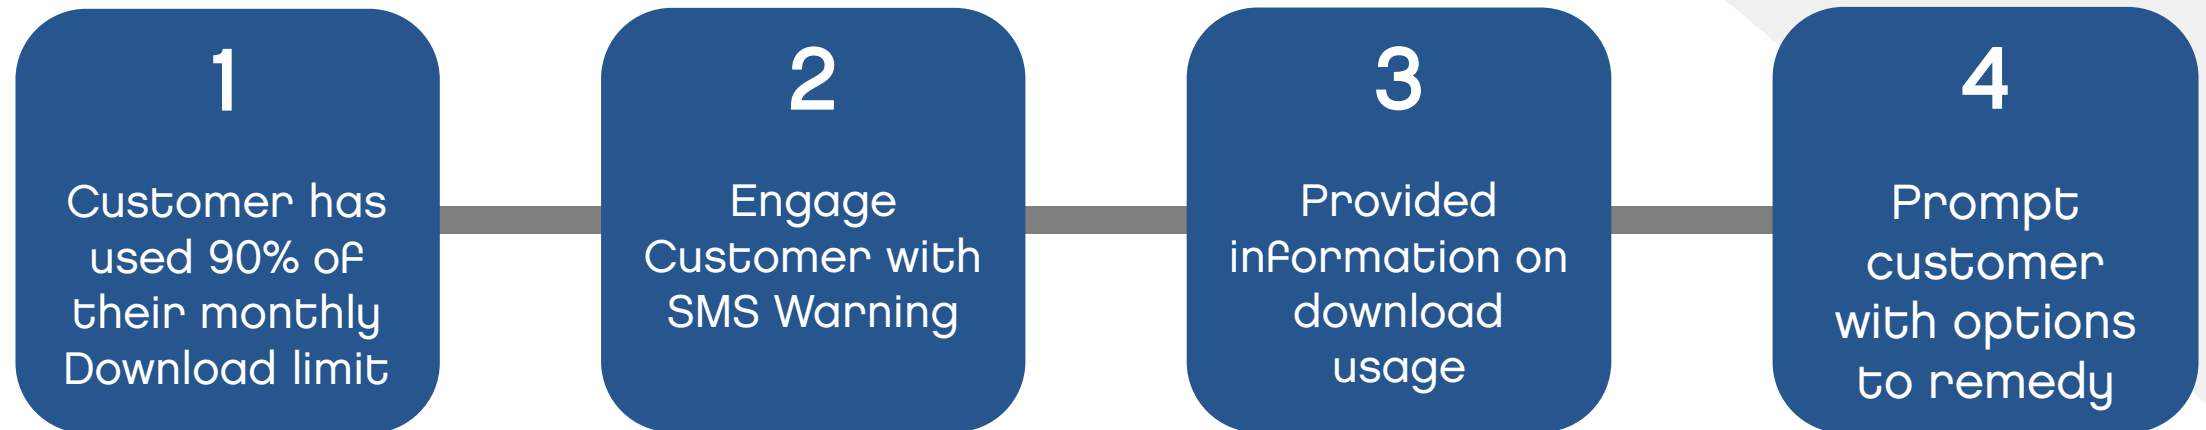 1
Customer has
used 90% of
their monthly
Download limit
2
Engage
Customer with
SMS Warning
3
Provided
information on
download
usage
4
Prompt
customer
with options
to remedy